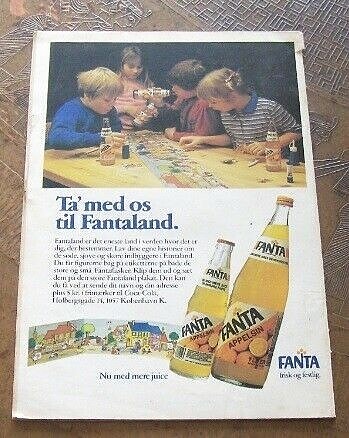 Ta' med os
til Fantaland.
Fantaland er det eneste land i verden hvor det er
dig, der bestemmer. Lav dine egne historier om
de søde, sjove og skøre indbyggere i Fantaland.
Du får figurerne bag på etiketterne på både de
store og små Fantaflasker. Klip dem ud og sæt
dem på den store Fantaland plakat. Den kan
du få ved at sende dit navn og din adresse
plus 8 kr. i frimærker til Coca-Cola,
Holbergsgade 14, 1057 København K.
FANTA
FANTA
APPELSIN
FANTA
APPELSIN
Nu med mere juice
FANTA
frisk og festlig.